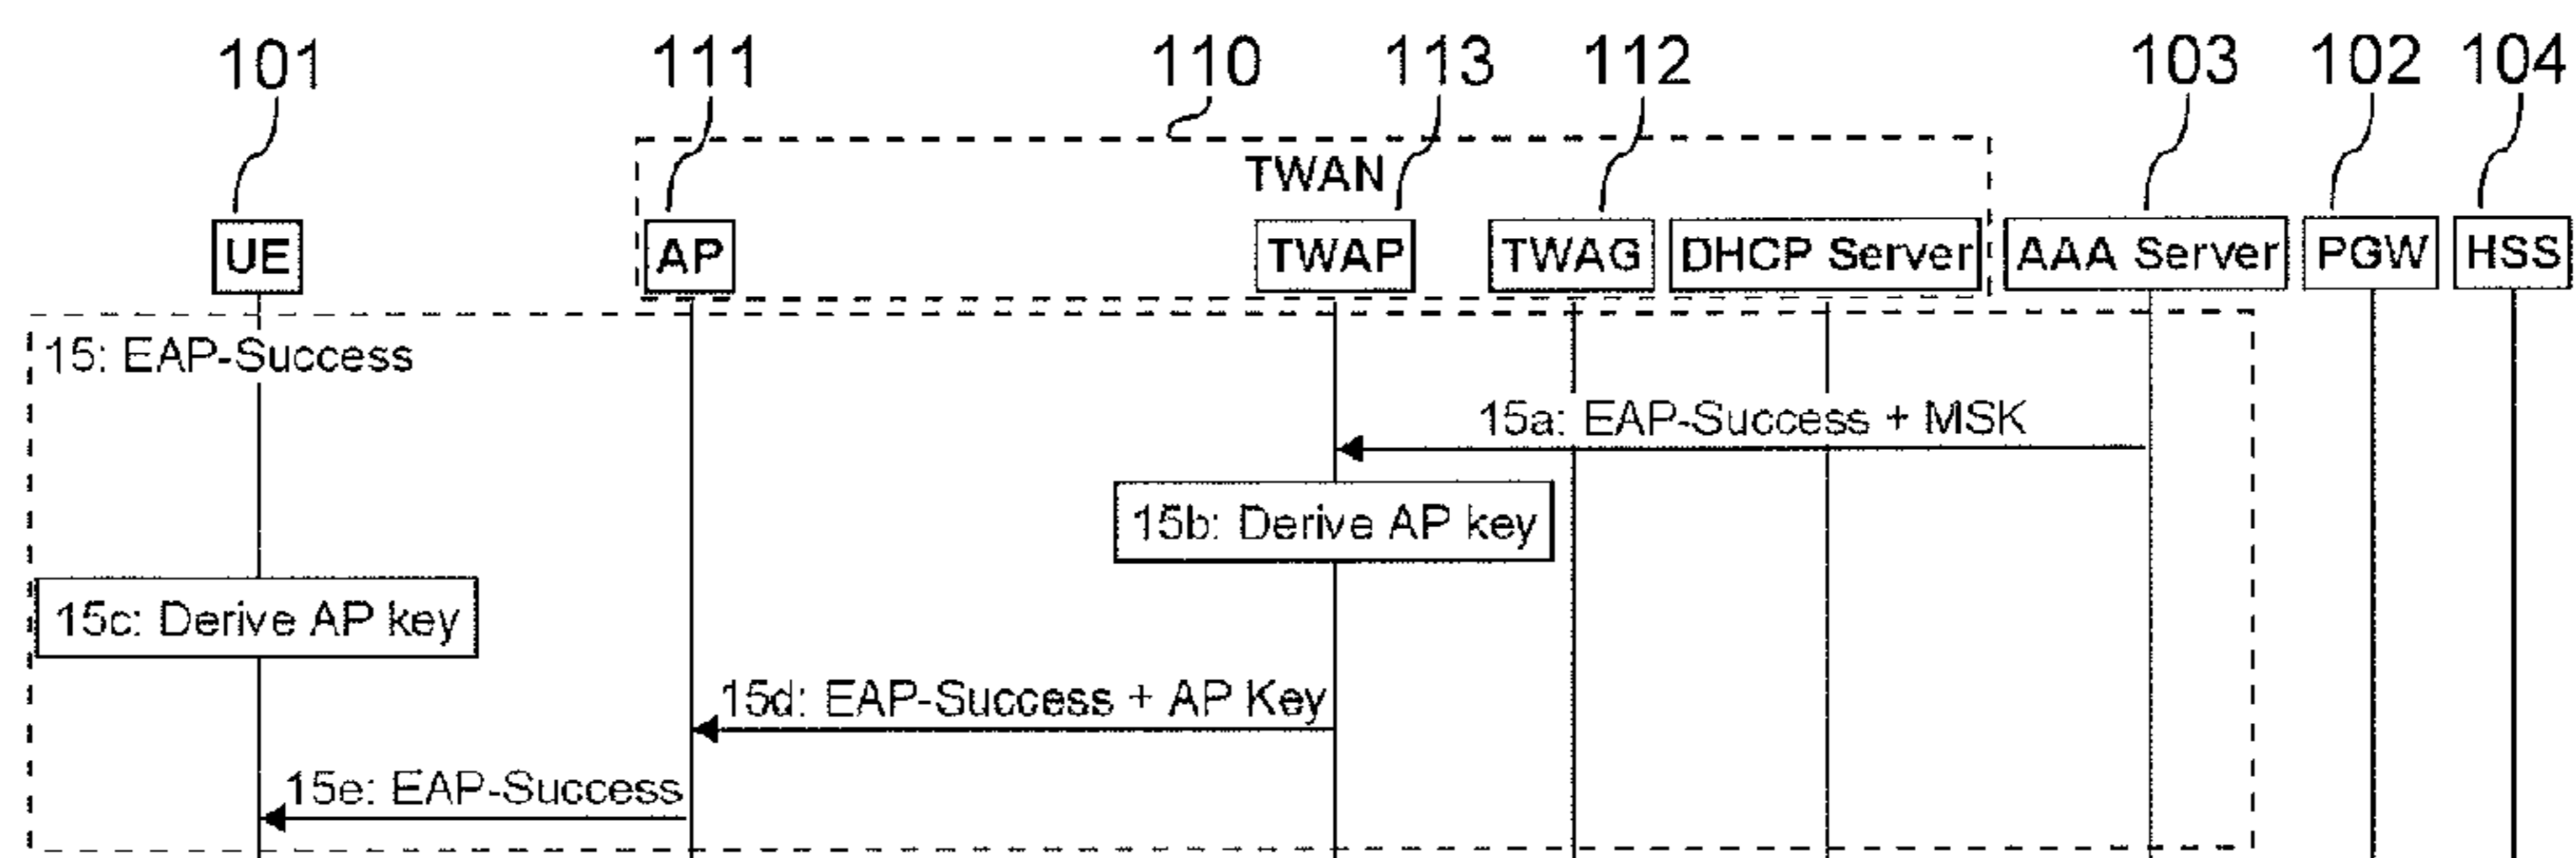 101 111 110 113 112 103 102 104
TWAN
UE AP TWAP TWAG DHCP Server AAA Server PGW HSS
15: EAP-Success
15a: EAP-Success + MSK
15b: Derive AP key
15c: Derive AP key
15d: EAP-Success + AP Key
15e: EAP-Success